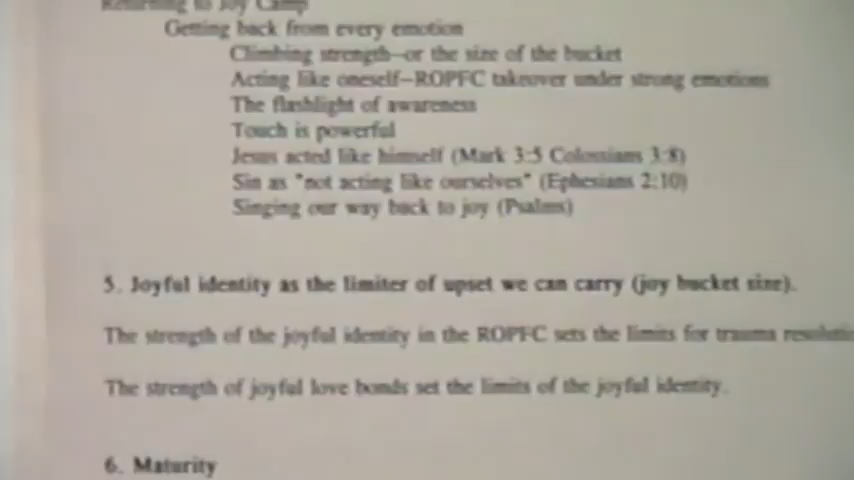 Returning to Joy Camp
Getting back from every emotion
Climbing strength–or the size of the bucket
Acting like oneself–ROPFC takeover under strong emotions
The flashlight of awareness
Touch is powerful
Jesus acted like himself (Mark 3:5 Colossians 3:8)
Sin as "not acting like ourselves" (Ephesians 2:10)
Singing our way back to joy (Psalms)
5. Joyful identity as the limiter of upset we can carry (joy bucket size).
The strength of the joyful identity in the ROPFC sets the limits for trauma resolutio
The strength of joyful love bonds set the limits of the joyful identity.
6. Maturity